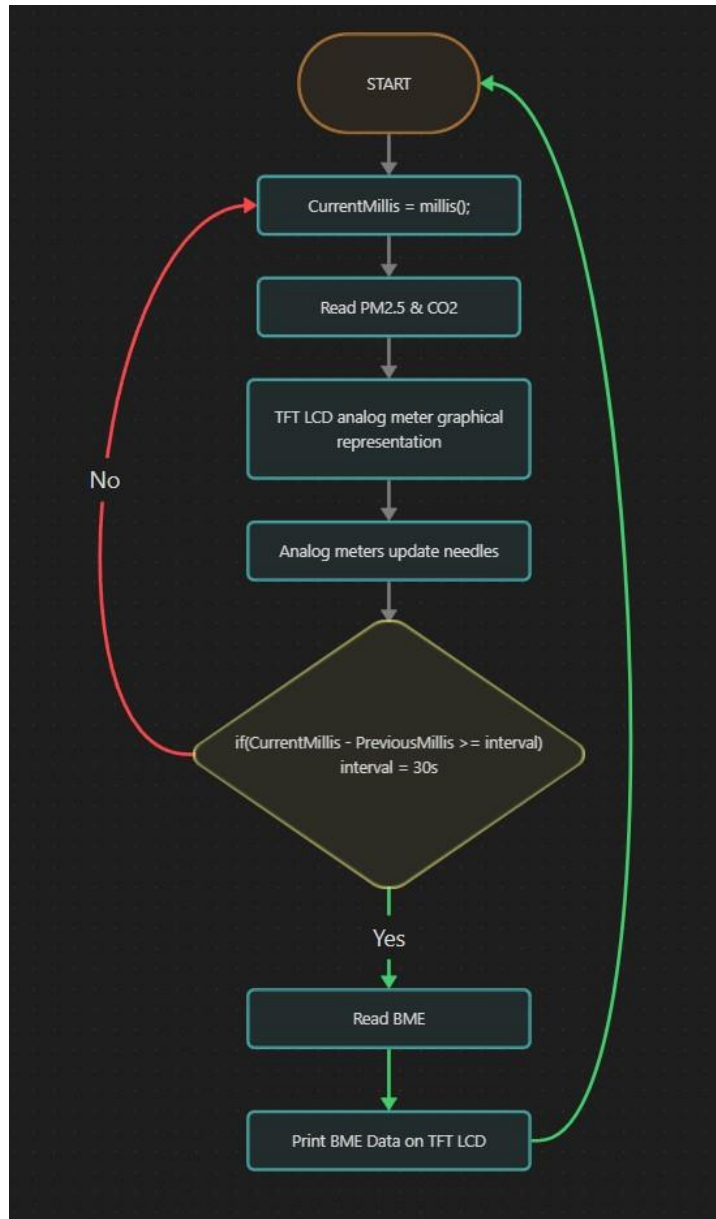 START
CurrentMillis = millis();
Read PM2.5 & CO2
TFT LCD analog meter graphical
representation
No
Analog meters update needles
if(CurrentMillis - PreviousMillis >= interval)
interval = 30s
Yes
Read BME
Print BME Data on TFT LCD